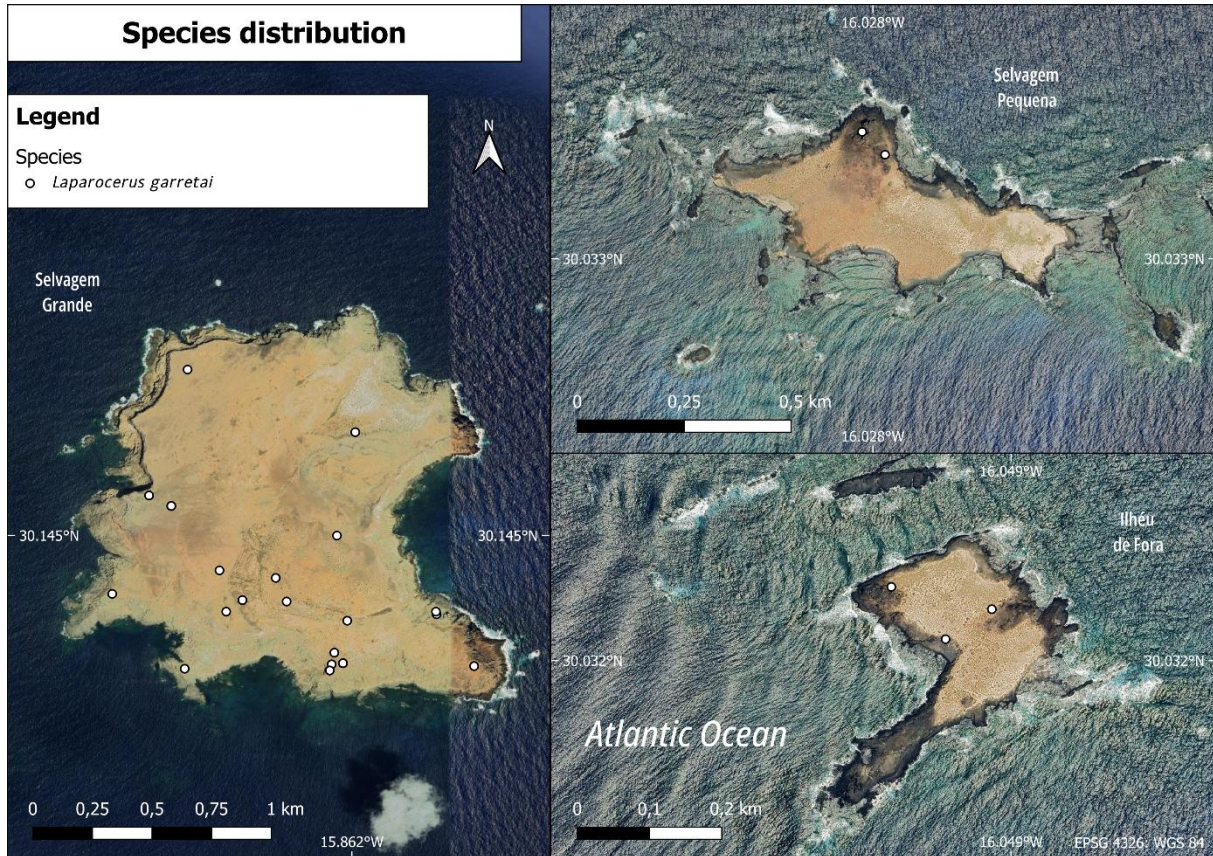 Species distribution
Legend
Species
Laparocerus garretai
N
Selvagem
Grande
30.145°N
30.145°N
0 0,25 0,5 0,75 1 km
15.862°W
16.028°W
Selvagem
Pequena
30.033°N
30.033°N
0 0,25 0,5 km
16.028°W
16.049°W
Ilhéu
de Fora
30.032°N
30.032°N
Atlantic Ocean
0 0,1 0,2 km
16.049°W
EPSG 4326: WGS 84